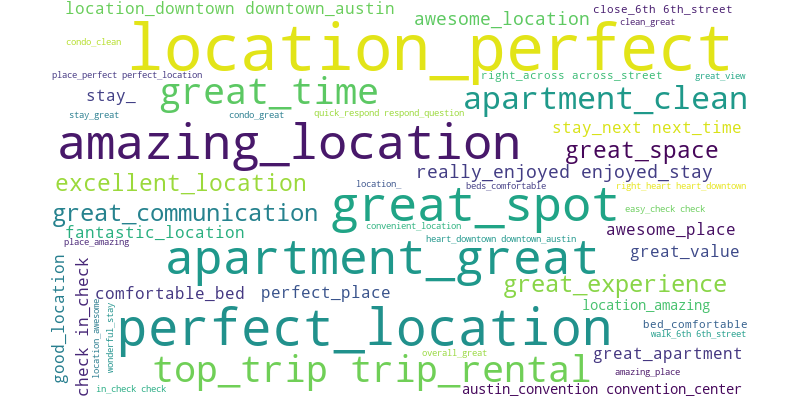 location_downtown downtown_austin
awesome_location
close_6th 6th_street
clean_great
condo_clean
location_perfect
place_perfect perfect_location
right_across across_street
great_view
stay_
great_time
apartment_clean
stay_great
condo_great
quick_respond respond_question
stay_next next_time
amazing_location
great_space
really_enjoyed enjoyed_stay
excellent_location
location_
beds_comfortable
right_heart heart_downtown
great_communication
great_spot
easy_check check
fantastic_location
convenient_location
awesome_place
place_amazing
heart_downtown downtown_austin
great_value
apartment_great
good_location
check_in check
great_experience
comfortable_bed
perfect_place
location_amazing
location_awesome
wonderful_stay
perfect_location
bed_comfortable
walk_6th 6th_street
overall_great
great_apartment
top_trip trip_rental
amazing_place
in_check check
austin_convention convention_center